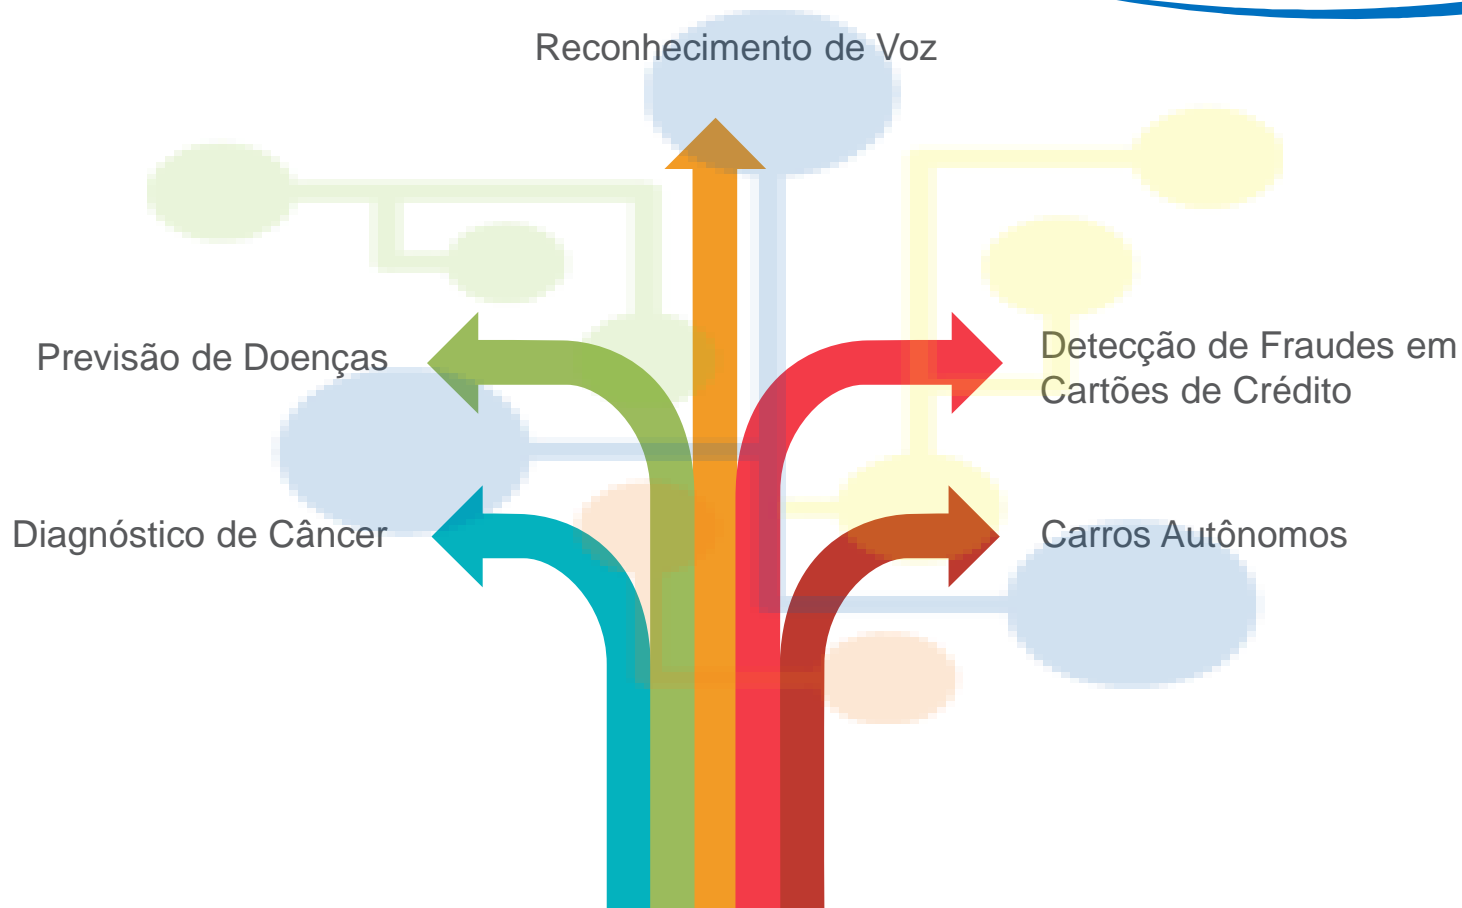 Reconhecimento de Voz
Previsão de Doenças
Detecção de Fraudes em
Cartões de Crédito
Diagnóstico de Câncer
Carros Autônomos